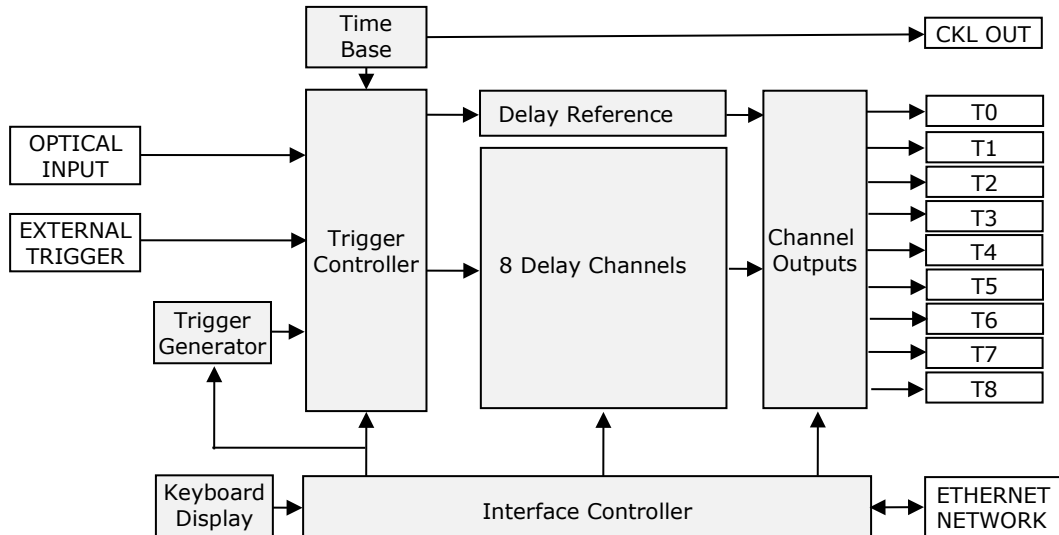 Time
Base
CKL OUT
Delay Reference
T0
OPTICAL
INPUT
T1
T2
T3
EXTERNAL
TRIGGER
Trigger
Controller
8 Delay Channels
Channel
Outputs
T4
T5
Trigger
Generator
T6
T7
T8
Keyboard
Display
Interface Controller
ETHERNET
NETWORK